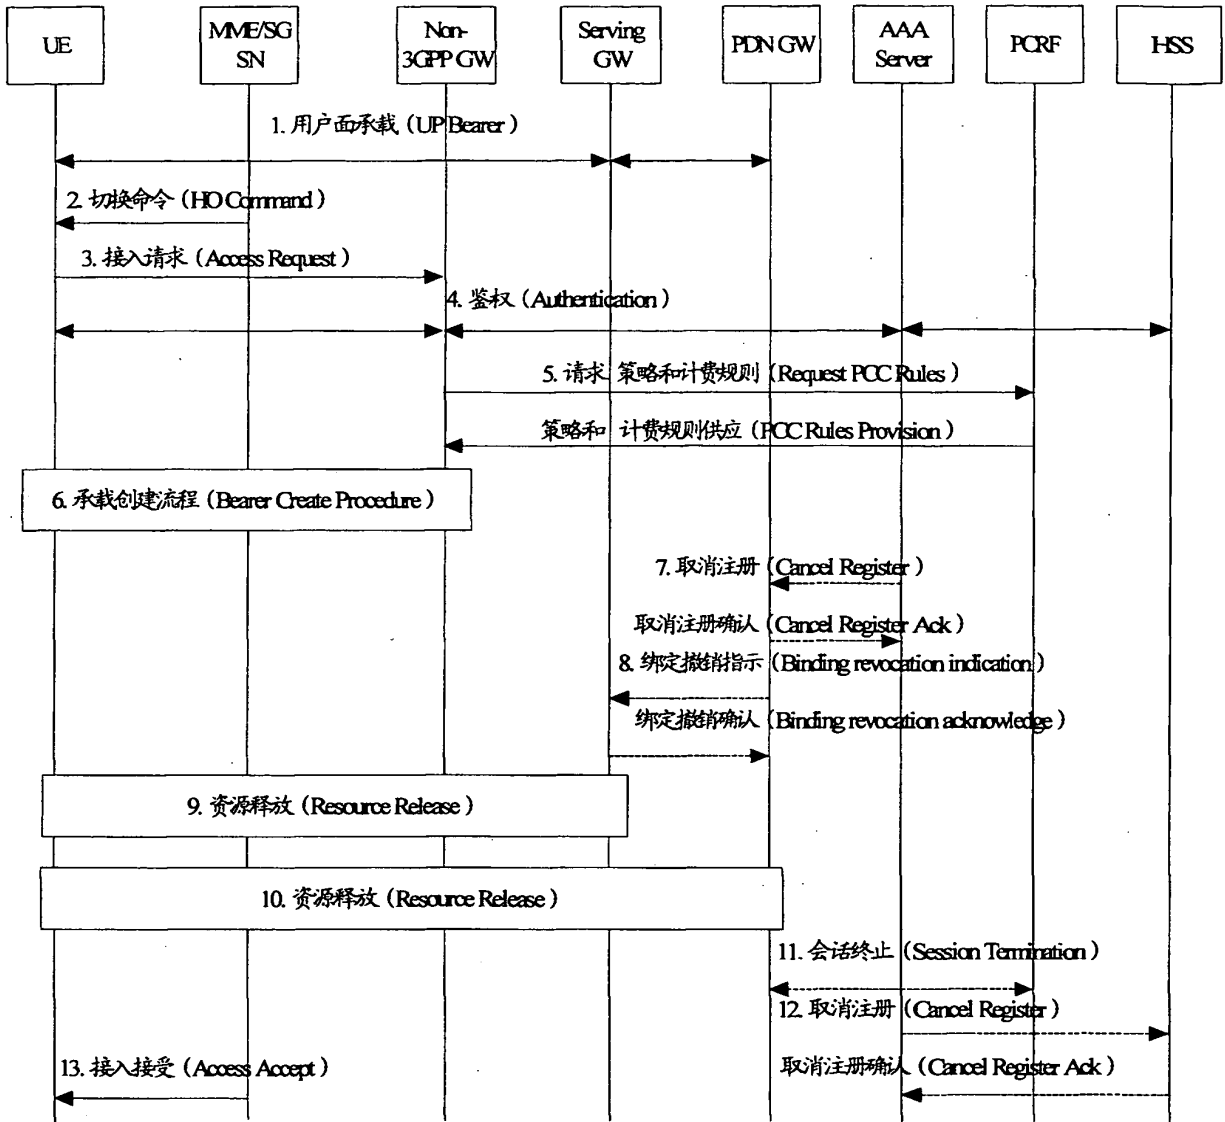 UE
MME/SG
SN
Non-
3GPP GW
Serving
GW
PDN GW
AAA
Server
PCRF
HSS
1. 用户面承载 (UP Bearer)
2. 切换命令 (HO Command)
3. 接入请求 (Access Request)
4. 鉴权 (Authentication)
5. 请求 策略和计费规则 (Request PCC Rules)
策略和 计费规则供应 (PCC Rules Provision)
6. 承载创建流程 (Bearer Create Procedure)
7. 取消注册 (Cancel Register)
取消注册确认 (Cancel Register Ack)
8. 绑定撤销指示 (Binding revocation indication)
绑定撤销确认 (Binding revocation acknowledge)
9. 资源释放 (Resource Release)
10. 资源释放 (Resource Release)
11. 会话终止 (Session Termination)
12. 取消注册 (Cancel Register)
取消注册确认 (Cancel Register Ack)
13. 接入接受 (Access Accept)